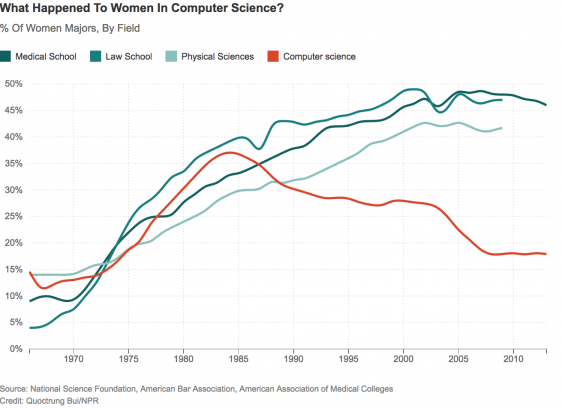 What Happened To Women In Computer Science?
% Of Women Majors, By Field
Medical School Law School Physical Sciences Computer science
50%
45%
40%
35%
30%
25%
20%
15%
10%
5%
0%
1970 1975 1980 1985 1990 1995 2000 2005 2010
Source: National Science Foundation, American Bar Association, American Association of Medical Colleges
Credit: Quoctrung Bui/NPR